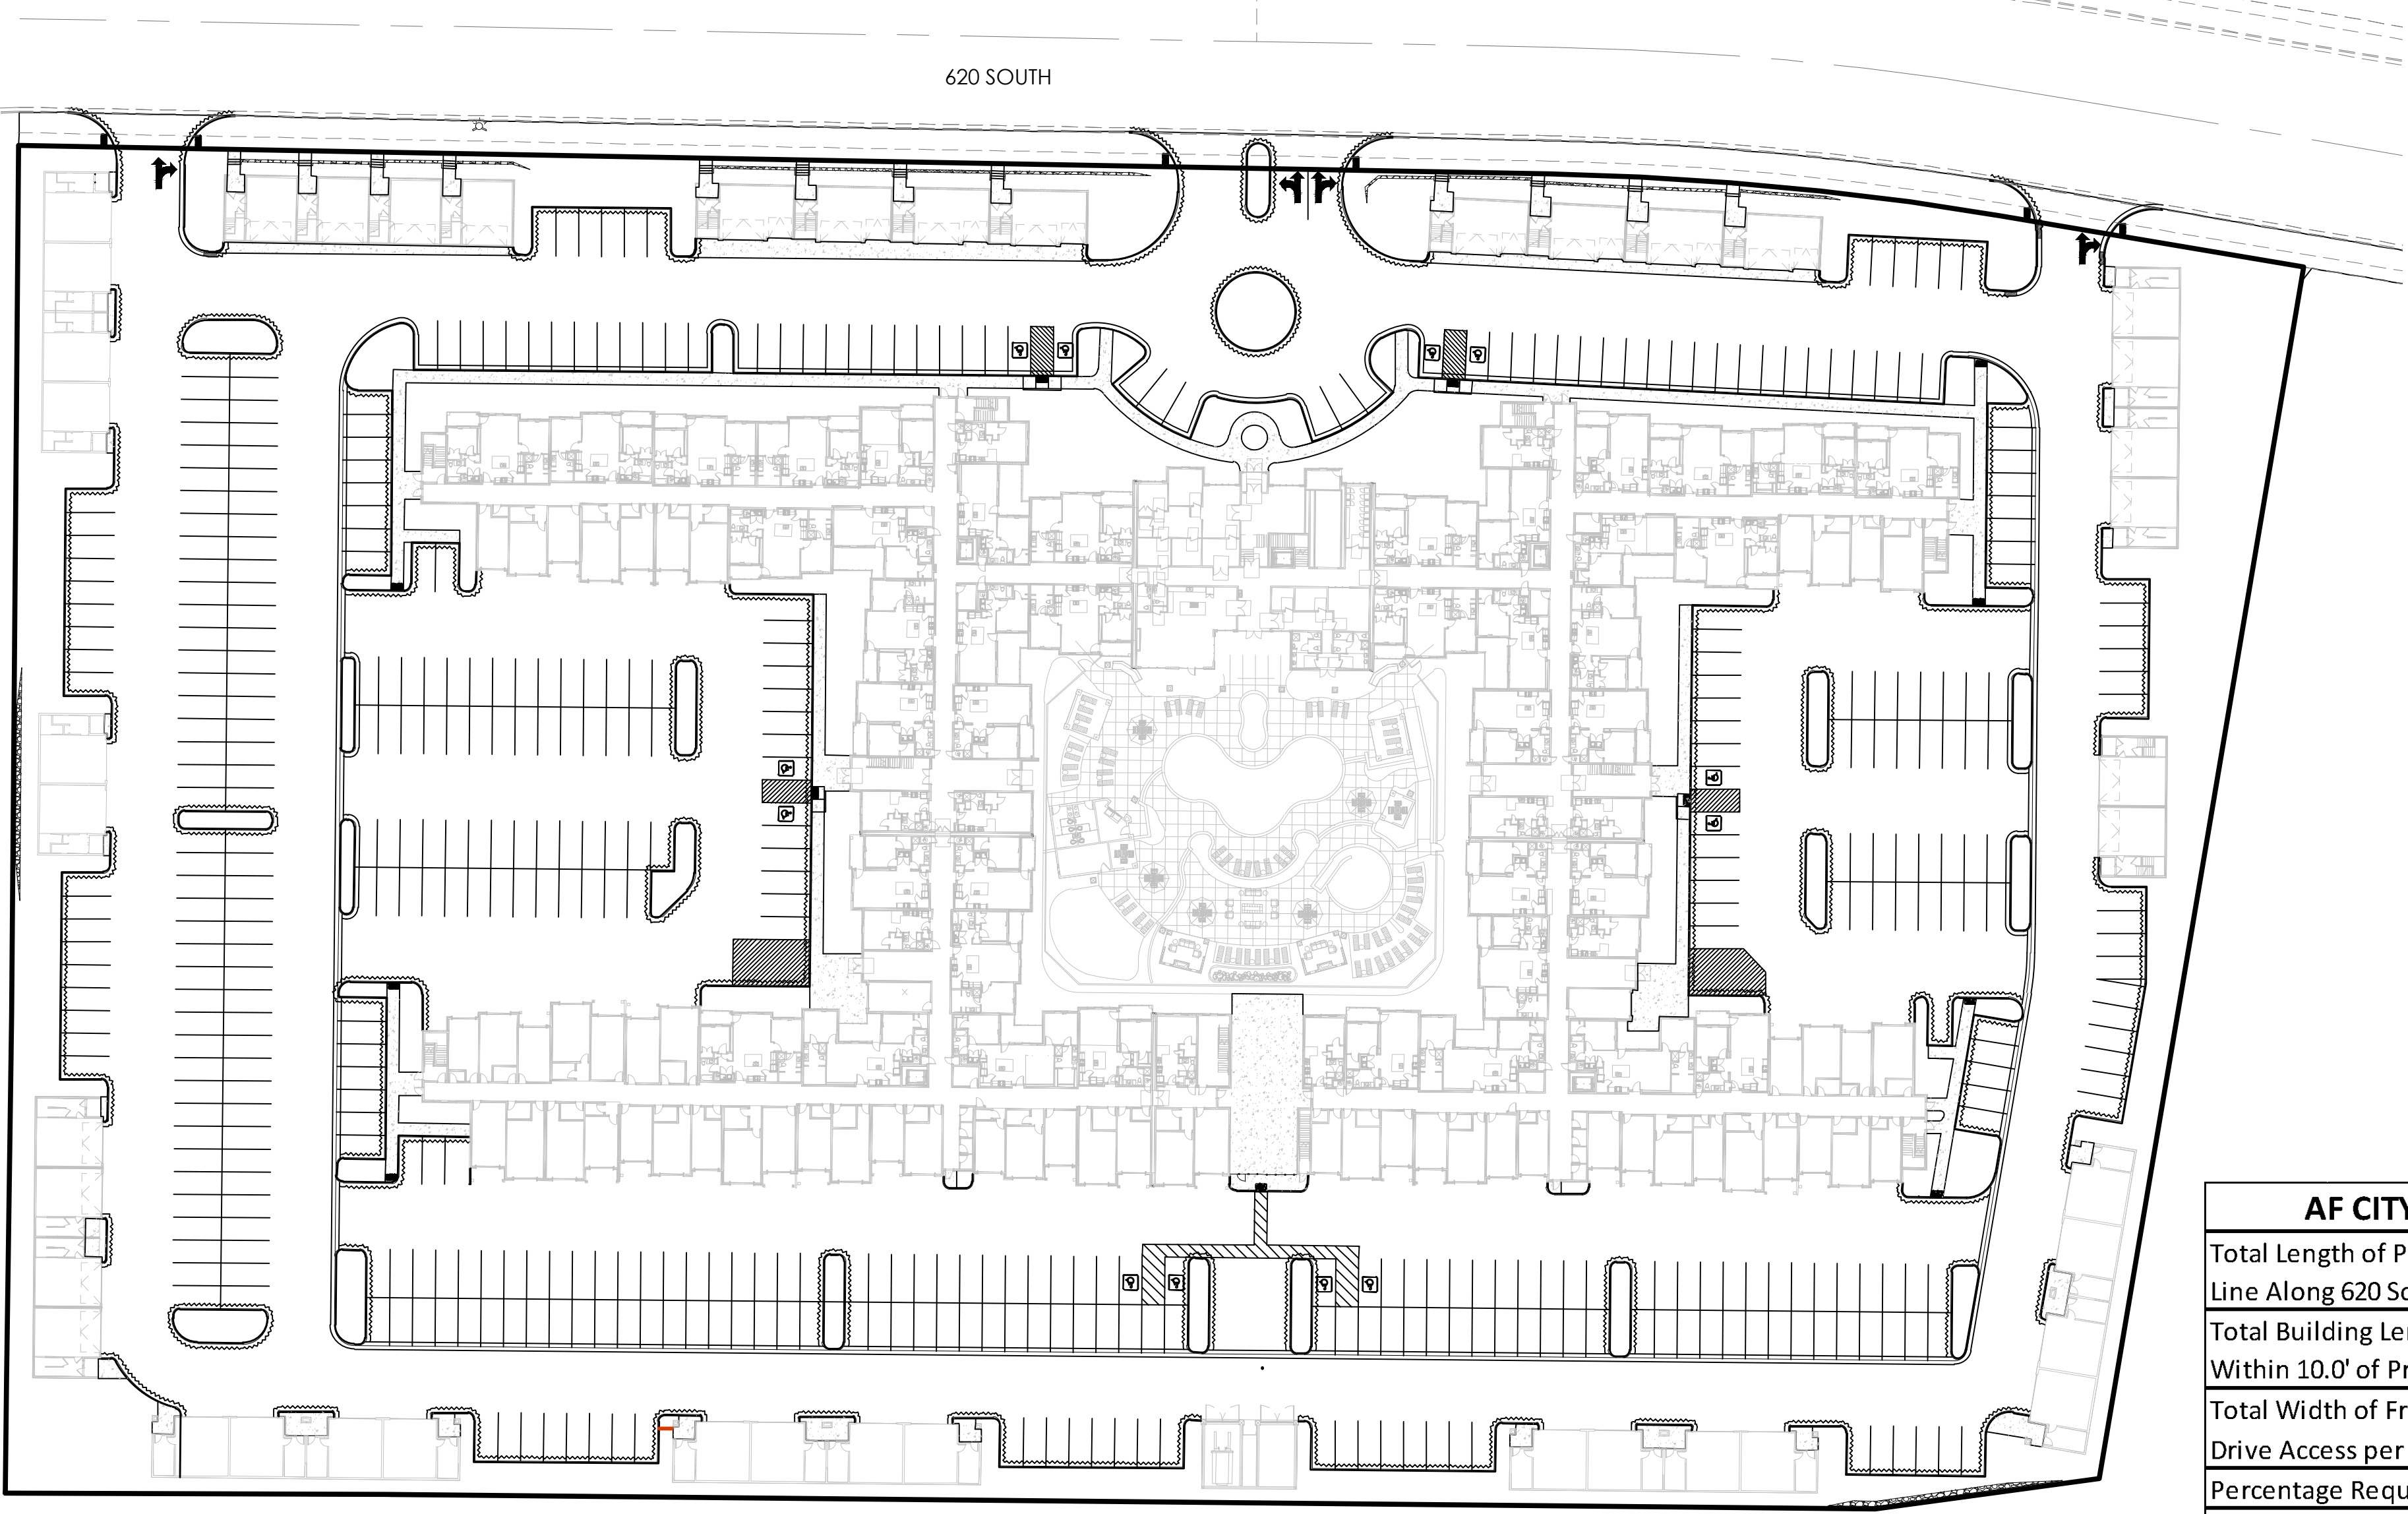 620 SOUTH
AF CITY
Total Length of P
Line Along 620 So
Total Building Le
Within 10.0' of Pr
Total Width of Fr
Drive Access per
Percentage Requ